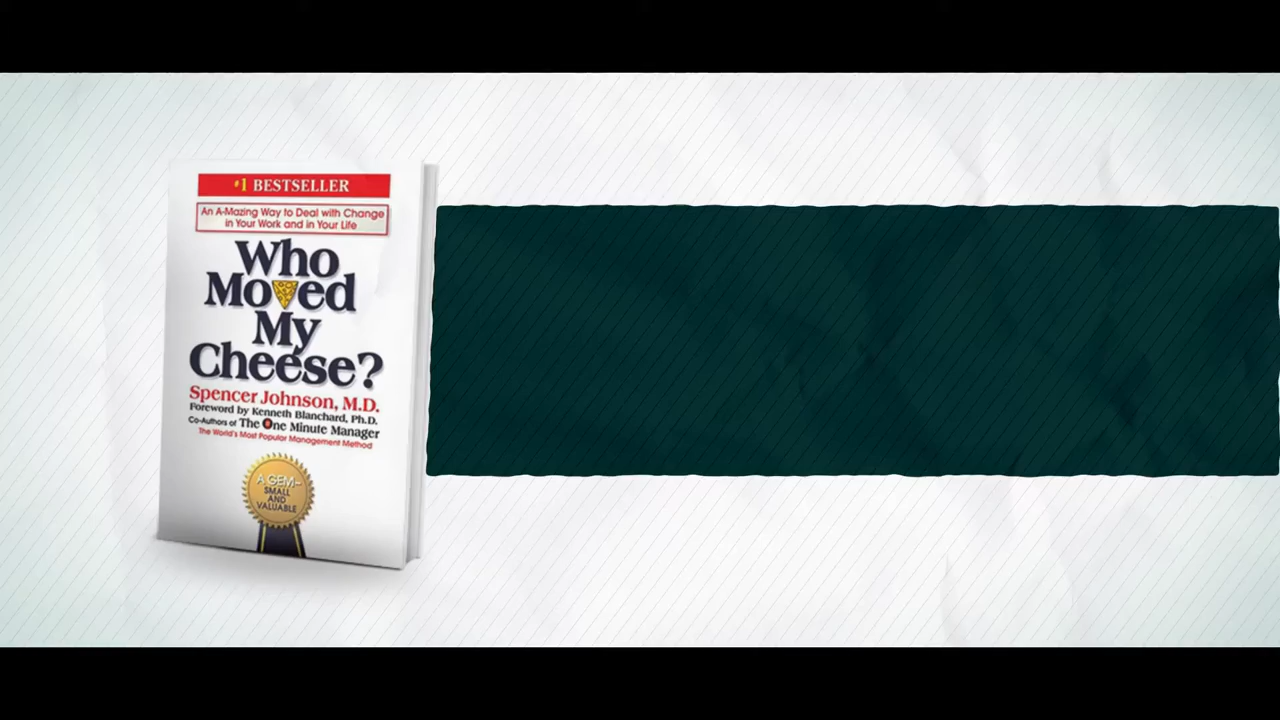 #1 BESTSELLER
An A-Mazing Way to Deal with Change
in Your Work and in Your Life
Who
Moved
My
Cheese?
Spencer Johnson, M.D.
Foreword by Kenneth Blanchard, Ph.D.
Co-Authors of The One Minute Manager
The World's Most Popular Management Method
A GEM-
SMALL
AND
VALUABLE